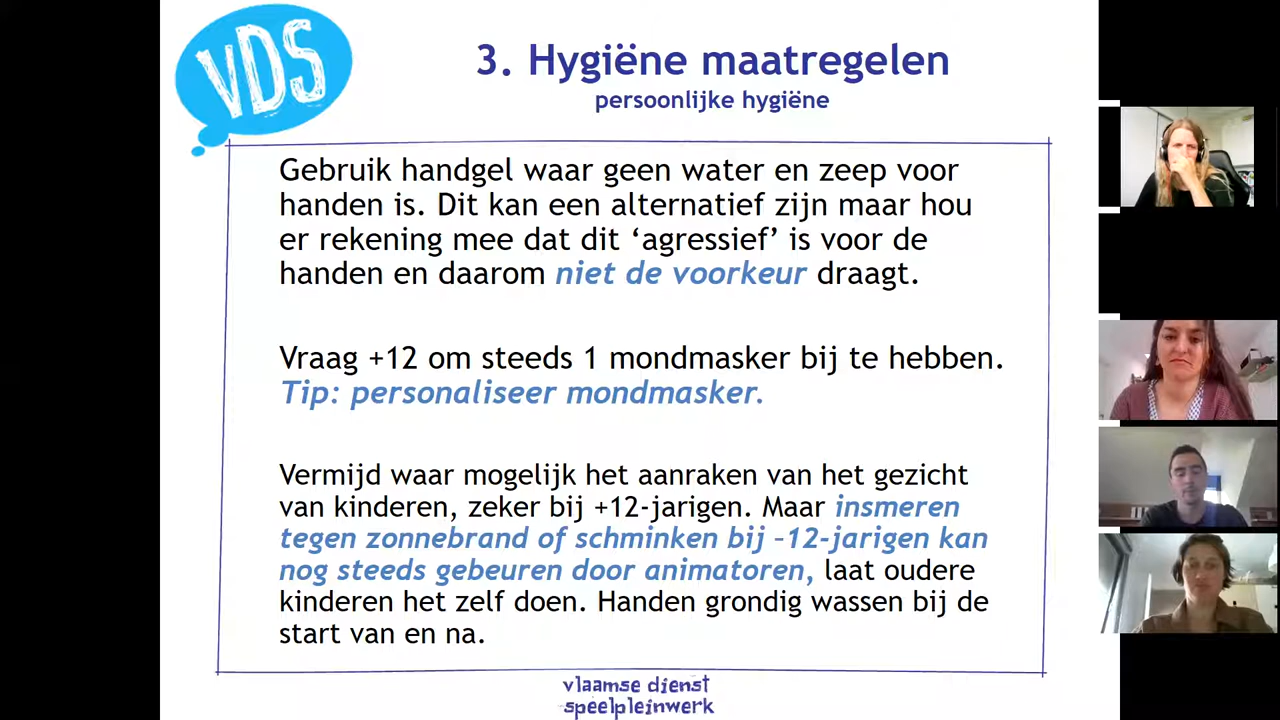 VDS
3. Hygiëne maatregelen
persoonlijke hygiëne
Gebruik handgel waar geen water en zeep voor
handen is. Dit kan een alternatief zijn maar hou
er rekening mee dat dit ‘agressief’ is voor de
handen en daarom niet de voorkeur draagt.
Vraag +12 om steeds 1 mondmasker bij te hebben.
Tip: personaliseer mondmasker.
Vermijd waar mogelijk het aanraken van het gezicht
van kinderen, zeker bij +12-jarigen. Maar insmeren
tegen zonnebrand of schminken bij –12-jarigen kan
nog steeds gebeuren door animatoren, laat oudere
kinderen het zelf doen. Handen grondig wassen bij de
start van en na.
vlaamse dienst
speelpleinwerk